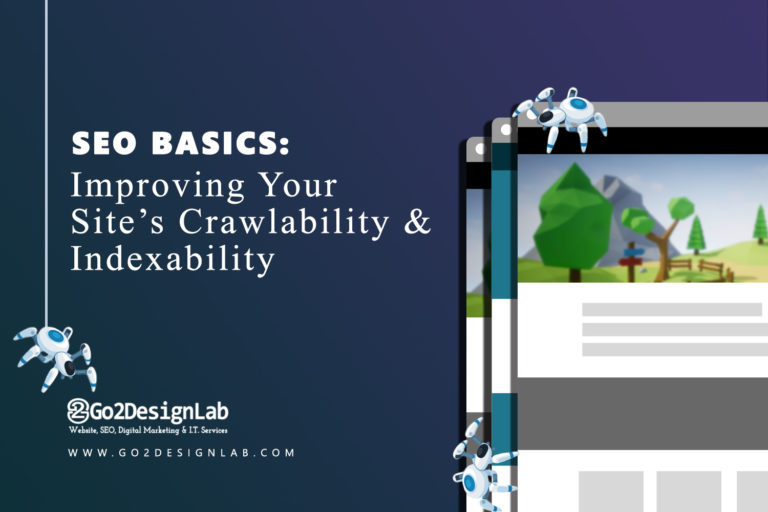 SEO BASICS:
Improving Your
Site’s Crawlability &
Indexability
Go2DesignLab
Website, SEO, Digital Marketing & I.T. Services
WWW.GO2DESIGNLAB.COM